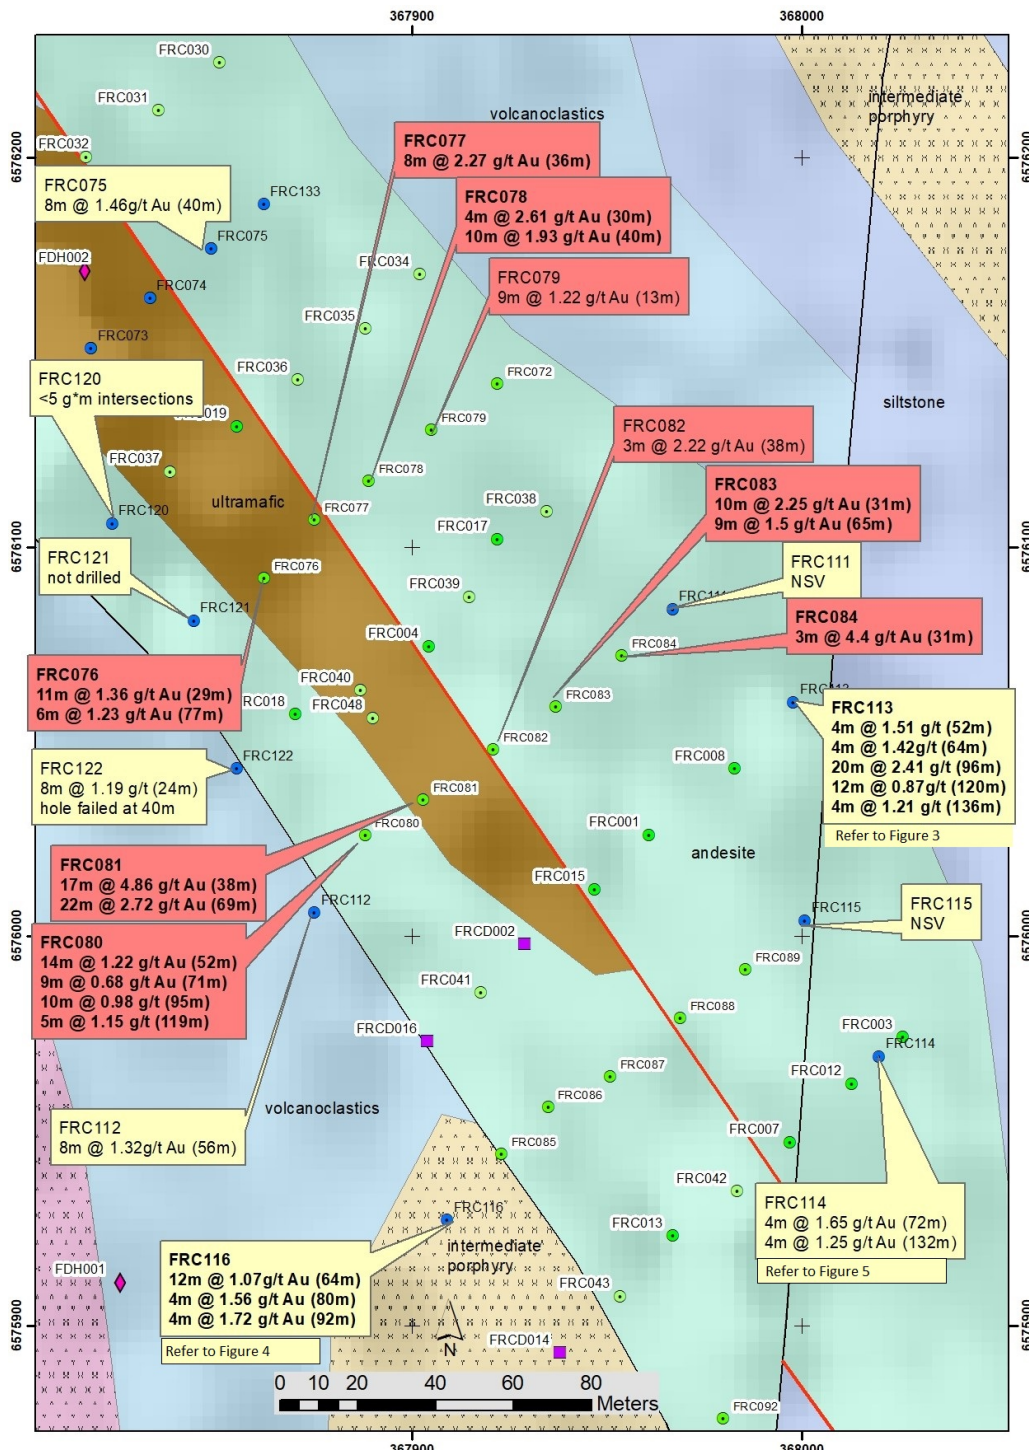 367900
368000
FRC030
FRC031
intermediate
porphyry
volcanoclastics
FRC032
6576200
6576200
FRC077
8m @ 2.27 g/t Au (36m)
FRC075
8m @ 1.46g/t Au (40m)
FRC078
4m @ 2.61 g/t Au (30m)
10m @ 1.93 g/t Au (40m)
FRC133
FRC075
FDH002
FRC034
FRC079
9m @ 1.22 g/t Au (13m)
FRC074
FRC035
FRC073
FRC036
FRC072
FRC120
<5 g*m intersections
siltstone
FRC019
FRC079
FRC082
3m @ 2.22 g/t Au (38m)
FRC037
FRC078
FRC083
10m @ 2.25 g/t Au (31m)
9m @ 1.5 g/t Au (65m)
ultramafic
FRC038
FRC120
FRC077
FRC017
6576100
6576100
FRC121
not drilled
FRC111
NSV
FRC076
FRC039
FRC111
FRC121
FRC084
3m @ 4.4 g/t Au (31m)
FRC004
FRC084
FRC076
11m @ 1.36 g/t Au (29m)
6m @ 1.23 g/t Au (77m)
FRC040
FRC083
FRC018
FRC048
FRC113
FRC113
4m @ 1.51 g/t (52m)
4m @ 1.42g/t (64m)
20m @ 2.41 g/t (96m)
12m @ 0.87g/t (120m)
4m @ 1.21 g/t (136m)
Refer to Figure 3
FRC082
FRC122
FRC008
FRC122
8m @ 1.19 g/t (24m)
hole failed at 40m
FRC081
FRC080
FRC001
andesite
FRC081
17m @ 4.86 g/t Au (38m)
22m @ 2.72 g/t Au (69m)
FRC015
FRC112
FRC115
FRC115
NSV
FRCD002
6576000
6576000
FRC080
14m @ 1.22 g/t Au (52m)
9m @ 0.68 g/t Au (71m)
10m @ 0.98 g/t (95m)
5m @ 1.15 g/t (119m)
FRC089
FRC041
FRC088
FRC003
FRCD016
FRC114
FRC087
FRC012
volcanoclastics
FRC086
FRC112
8m @ 1.32g/t Au (56m)
FRC085
FRC007
FRC042
FRC114
4m @ 1.65 g/t Au (72m)
4m @ 1.25 g/t Au (132m)
Refer to Figure 5
FRC116
FRC013
intermediate
porphyry
FRC116
12m @ 1.07g/t Au (64m)
4m @ 1.56 g/t Au (80m)
4m @ 1.72 g/t Au (92m)
Refer to Figure 4
FDH001
FRC043
6575900
6575900
N
FRCD014
0 10 20 40 60 80
Meters
FRC092
367900
368000